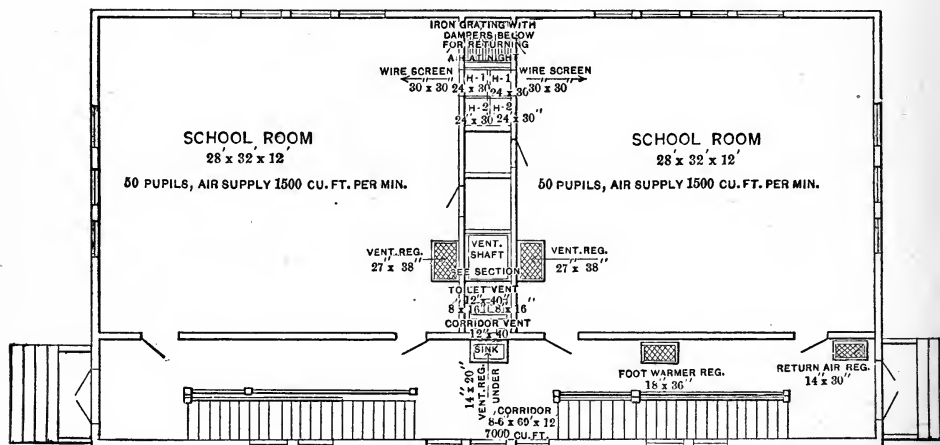 IRON GRATING WITH
DAMPERS BELOW
FOR RETURNING
AIR AT NIGHT
WIRE SCREEN
30" x 30"
H-1 H-1
24 x 30 24 x 30
WIRE SCREEN
30" x 30"
H-2 H-2
24" x 30" 24" x 30"
SCHOOL ROOM
28' x 32' x 12'
50 PUPILS, AIR SUPPLY 1500 CU. FT. PER MIN.
SCHOOL ROOM
28' x 32' x 12'
50 PUPILS, AIR SUPPLY 1500 CU. FT. PER MIN.
VENT. REG.
27" x 38"
VENT.
SHAFT
SEE SECTION
VENT. REG.
27" x 38"
TOILET VENT
12" x 40"
8" x 16" 8" x 16"
CORRIDOR VENT
12" x 40"
SINK
14" x 20"
VENT. REG.
UNDER
FOOT WARMER REG.
18" x 36"
RETURN AIR REG.
14" x 30"
CORRIDOR
8-6 x 69' x 12
7000 CU. FT.